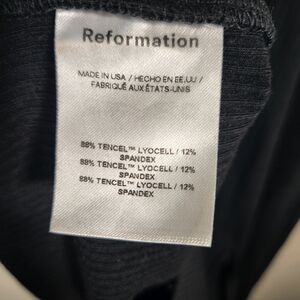 Reformation
MADE IN USA / HECHO EN EE.UU /
FABRIQUÉ AUX ÉTATS-UNIS
88% TENCEL™ LYOCELL / 12%
SPANDEX
88% TENCEL™ LYOCELL / 12%
SPANDEX
88% TENCEL™ LYOCELL / 12%
SPANDEX